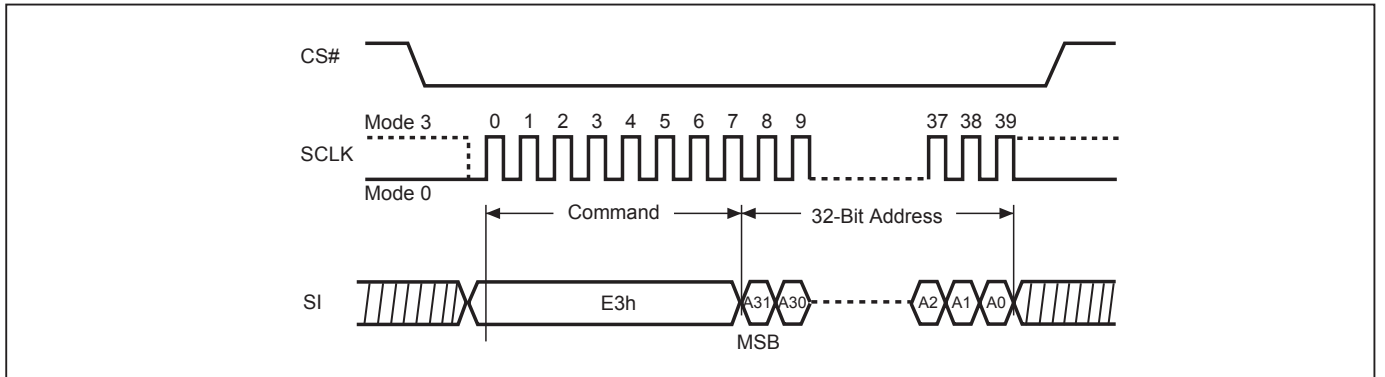 CS#
Mode 3
0 1 2 3 4 5 6 7 8 9 37 38 39
SCLK
Mode 0
Command 32-Bit Address
SI E3h A31 A30 A2 A1 A0
MSB